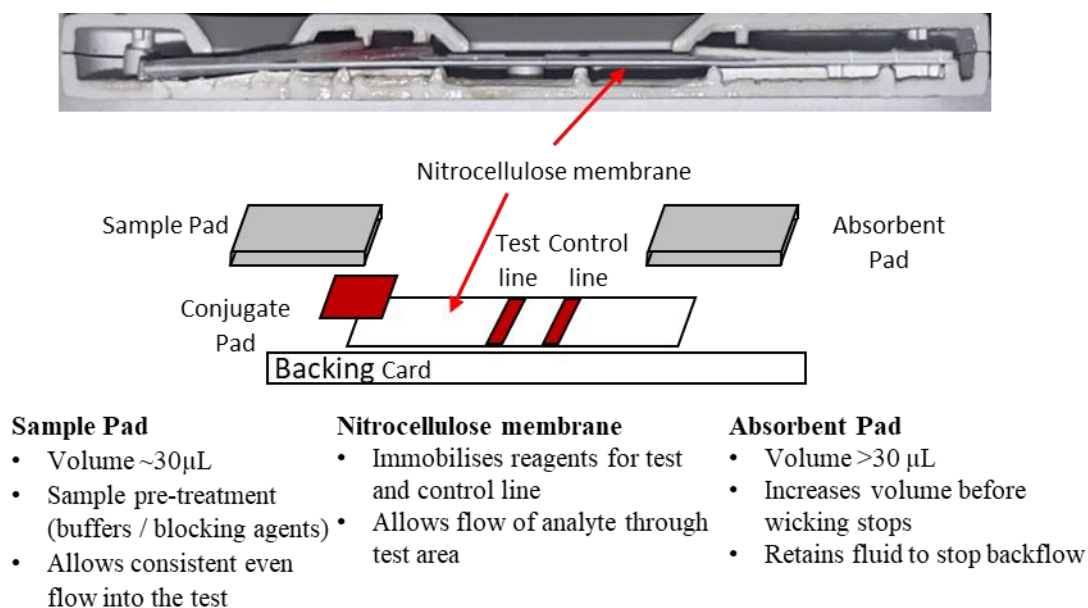 Nitrocellulose membrane
Sample Pad
Absorbent
Pad
Test Control
line line
Conjugate
Pad
Backing Card
Sample Pad
• Volume ~30µL
• Sample pre-treatment
(buffers / blocking agents)
• Allows consistent even
flow into the test
Nitrocellulose membrane
• Immobilises reagents for test
and control line
• Allows flow of analyte through
test area
Absorbent Pad
• Volume >30 µL
• Increases volume before
wicking stops
• Retains fluid to stop backflow